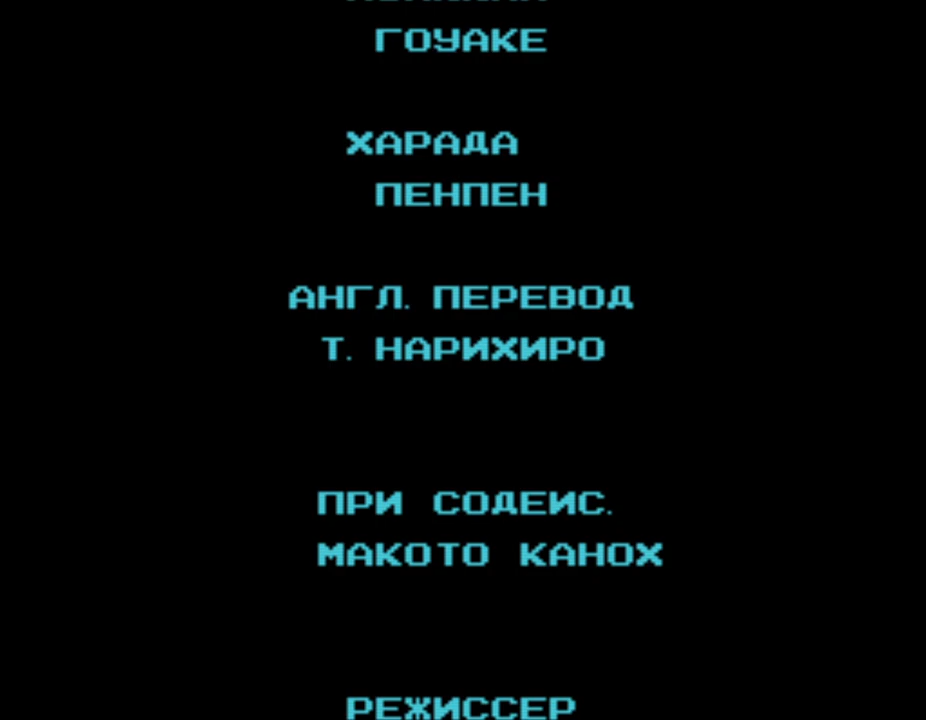 ГОУАКЕ
ХАРАДА
ПЕНПЕН
АНГЛ. ПЕРЕВОД
Т. НАРИХИРО
ПРИ СОДЕИС.
МАКОТО КАНОХ
РЕЖИССЕР